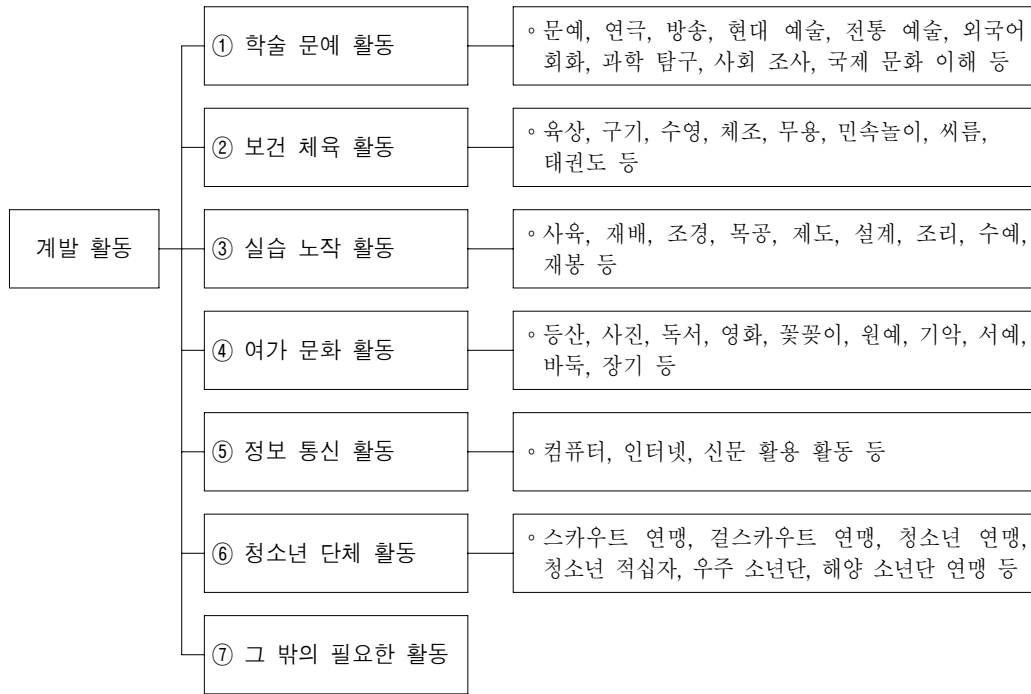 ① 학술 문예 활동
◦ 문예, 연극, 방송, 현대 예술, 전통 예술, 외국어
회화, 과학 탐구, 사회 조사, 국제 문화 이해 등
② 보건 체육 활동
◦ 육상, 구기, 수영, 체조, 무용, 민속놀이, 씨름,
태권도 등
계발 활동
③ 실습 노작 활동
◦ 사육, 재배, 조경, 목공, 제도, 설계, 조리, 수예,
재봉 등
④ 여가 문화 활동
◦ 등산, 사진, 독서, 영화, 꽃꽂이, 원예, 기악, 서예,
바둑, 장기 등
⑤ 정보 통신 활동
◦ 컴퓨터, 인터넷, 신문 활용 활동 등
⑥ 청소년 단체 활동
◦ 스카우트 연맹, 걸스카우트 연맹, 청소년 연맹,
청소년 적십자, 우주 소년단, 해양 소년단 연맹 등
⑦ 그 밖의 필요한 활동